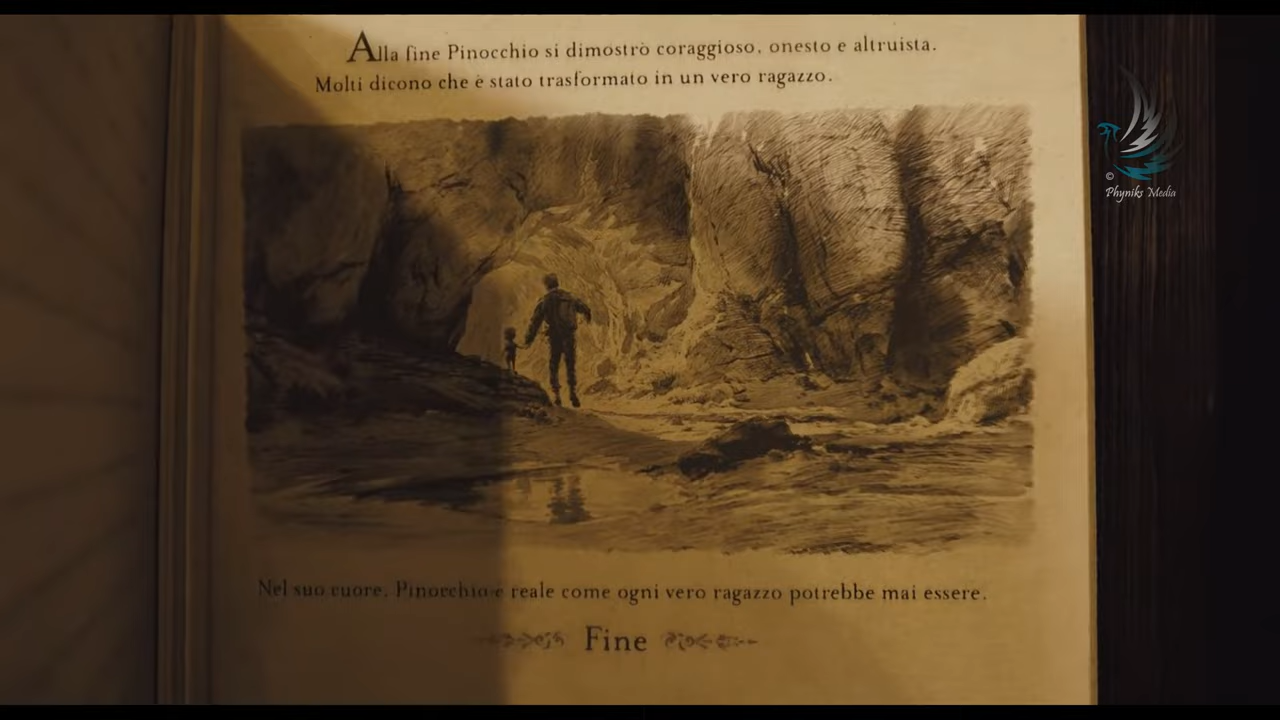 Alla fine Pinocchio si dimostrò coraggioso, onesto e altruista.
Molti dicono che è stato trasformato in un vero ragazzo.
Nel suo cuore, Pinocchio è reale come ogni vero ragazzo potrebbe mai essere.
Fine
©
Phyniks Media